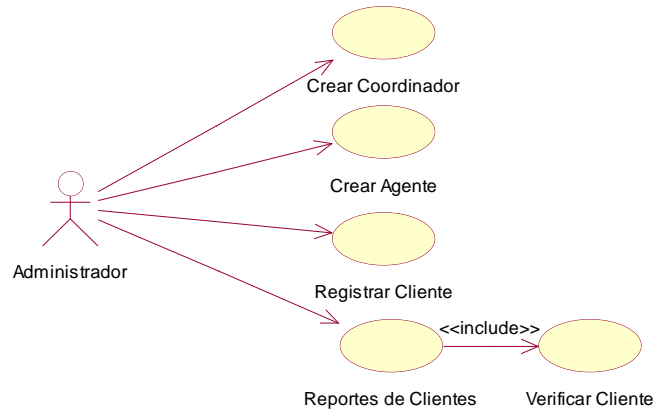 Crear Coordinador
Crear Agente
Administrador
Registrar Cliente
<<include>>
Reportes de Clientes
Verificar Cliente